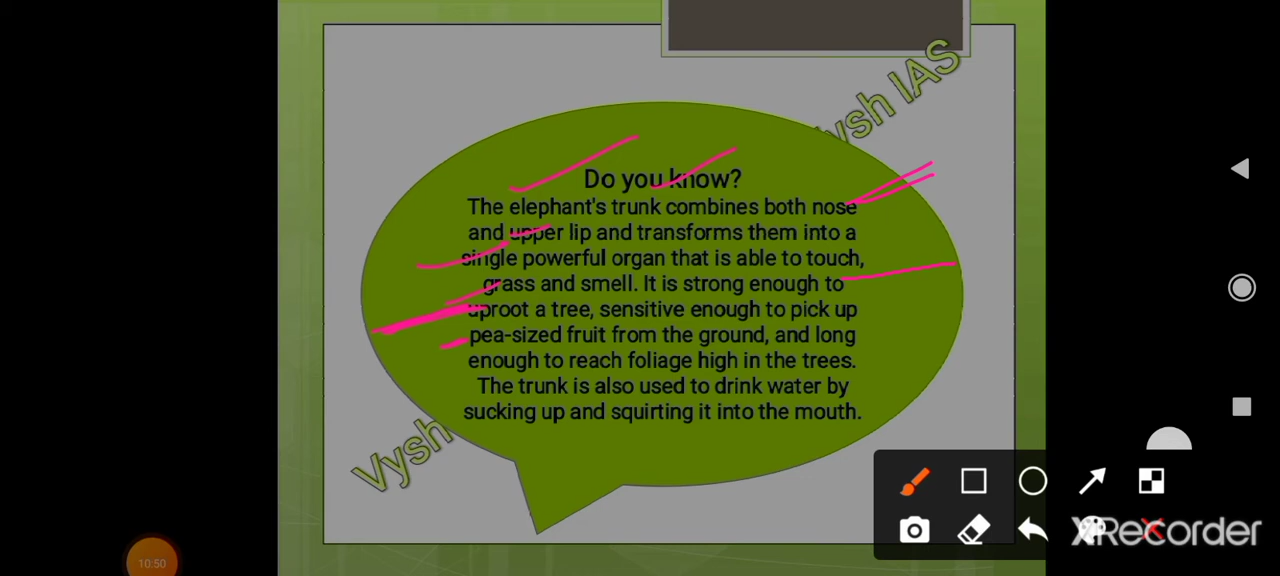 Vysh IAS
Do you know?
The elephant's trunk combines both nose
and upper lip and transforms them into a
single powerful organ that is able to touch,
grass and smell. It is strong enough to
uproot a tree, sensitive enough to pick up
pea-sized fruit from the ground, and long
enough to reach foliage high in the trees.
The trunk is also used to drink water by
sucking up and squirting it into the mouth.
Vysh
XRecorder
10:50